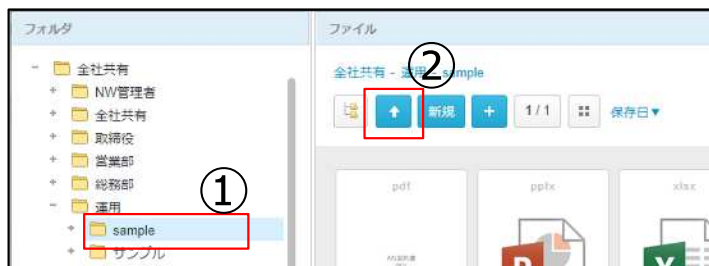 フォルダ
全社共有
NW管理者
全社共有
取締役
営業部
総務部
運用
sample
サンプル
①
ファイル
②
全社共有 - 運用 - sample
新規 + 1/1 保存日▼
pdf
pptx
xlsx
P
X